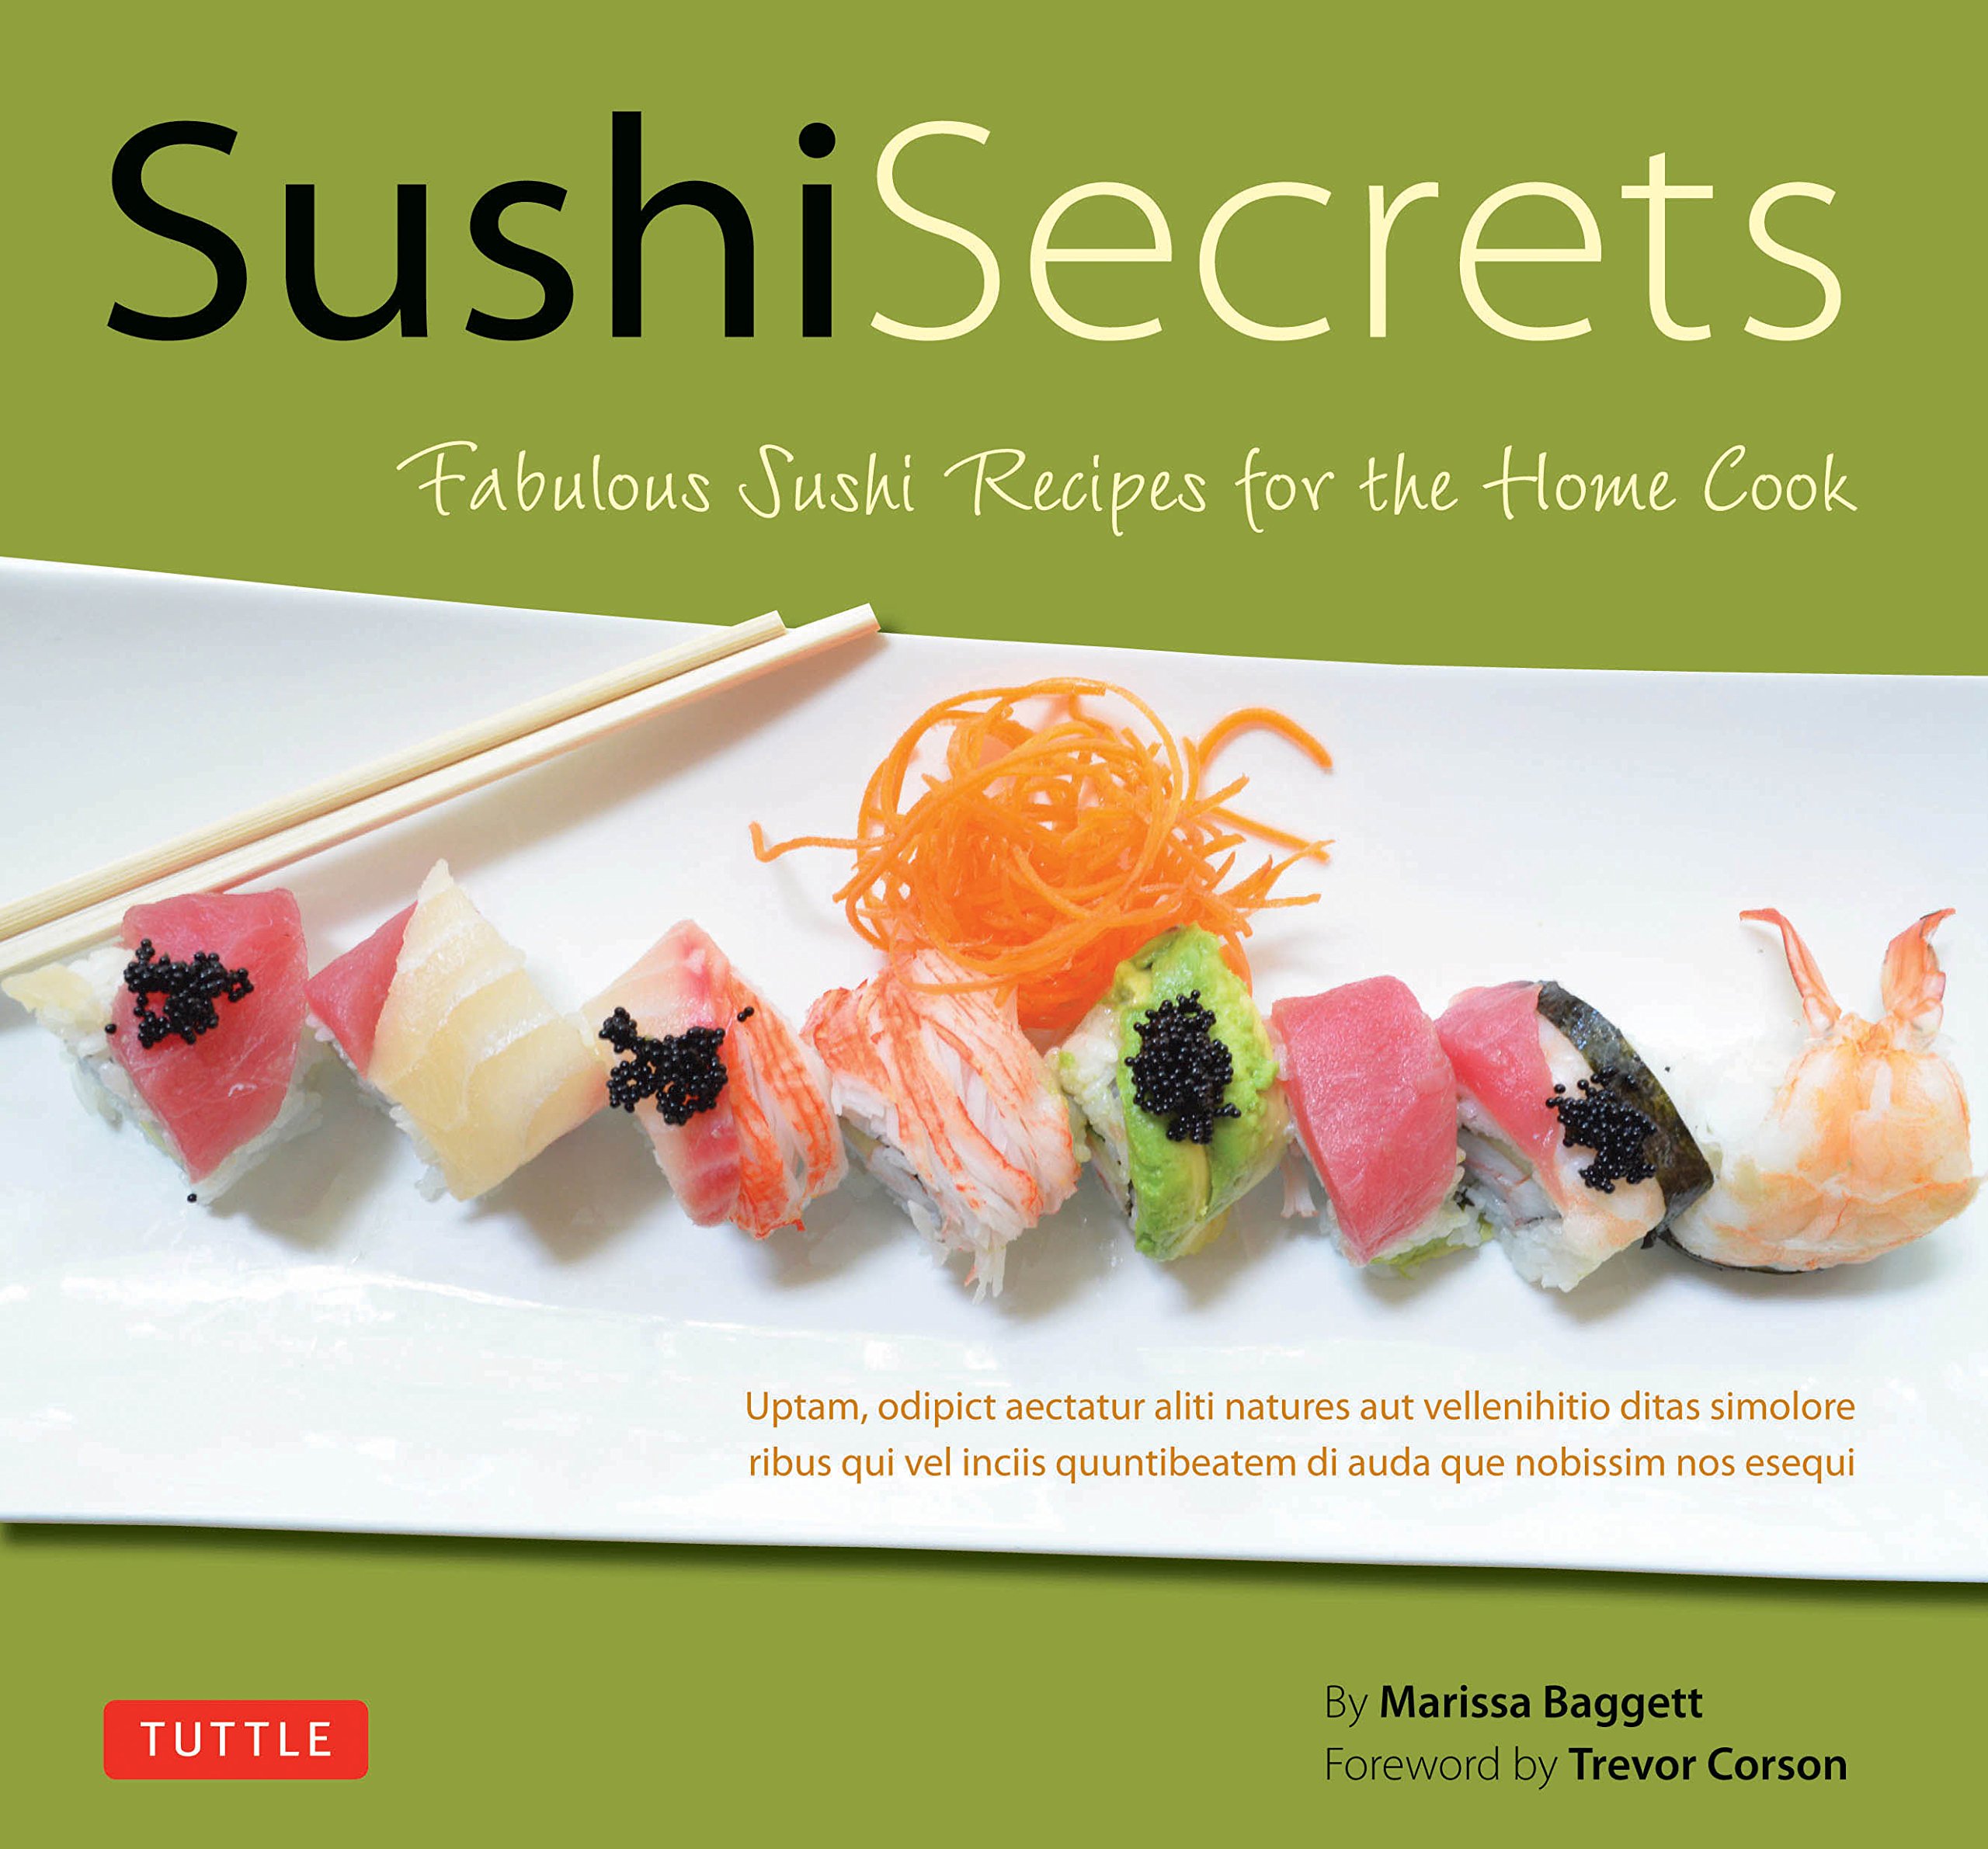 SushiSecrets
Fabulous Sushi Recipes for the Home Cook
Uptam, odipict aectatur aliti natures aut vellenihitio ditas simolore
ribus qui vel inciis quuntibeatem di auda que nobissim nos esequi
By Marissa Baggett
Foreword by Trevor Corson
TUTTLE